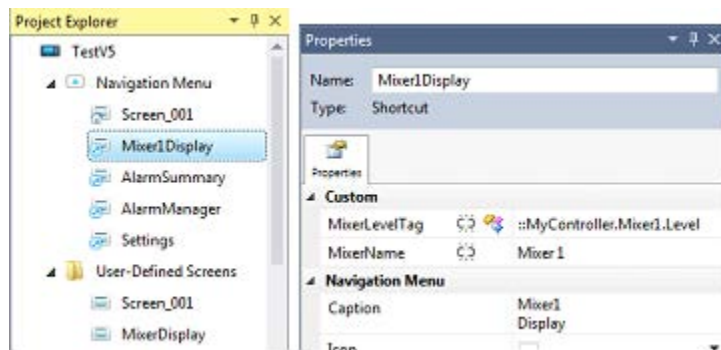 Project Explorer
TestV5
Navigation Menu
Screen_001
Mixer1Display
AlarmSummary
AlarmManager
Settings
User-Defined Screens
Screen_001
MixerDisplay
Properties
Name: Mixer1Display
Type: Shortcut
Properties
Custom
MixerLevelTag ::MyController.Mixer1.Level
MixerName Mixer 1
Navigation Menu
Caption Mixer1
Display
Icon